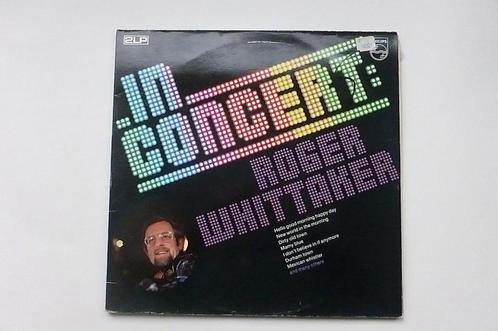 2LP
PHILIPS
IN
CONCERT:
ROGER
WHITTAKER
Hello good morning happy day
New world in the morning
Dirty old town
Mamy blue
I don't believe in if anymore
Durham town
Mexican whistler
and many others